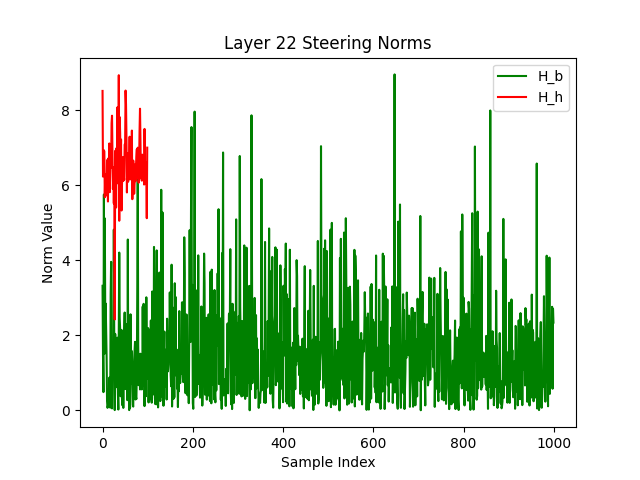 Layer 22 Steering Norms
H_b
H_h
Norm Value
8
6
4
2
0
0 200 400 600 800 1000
Sample Index